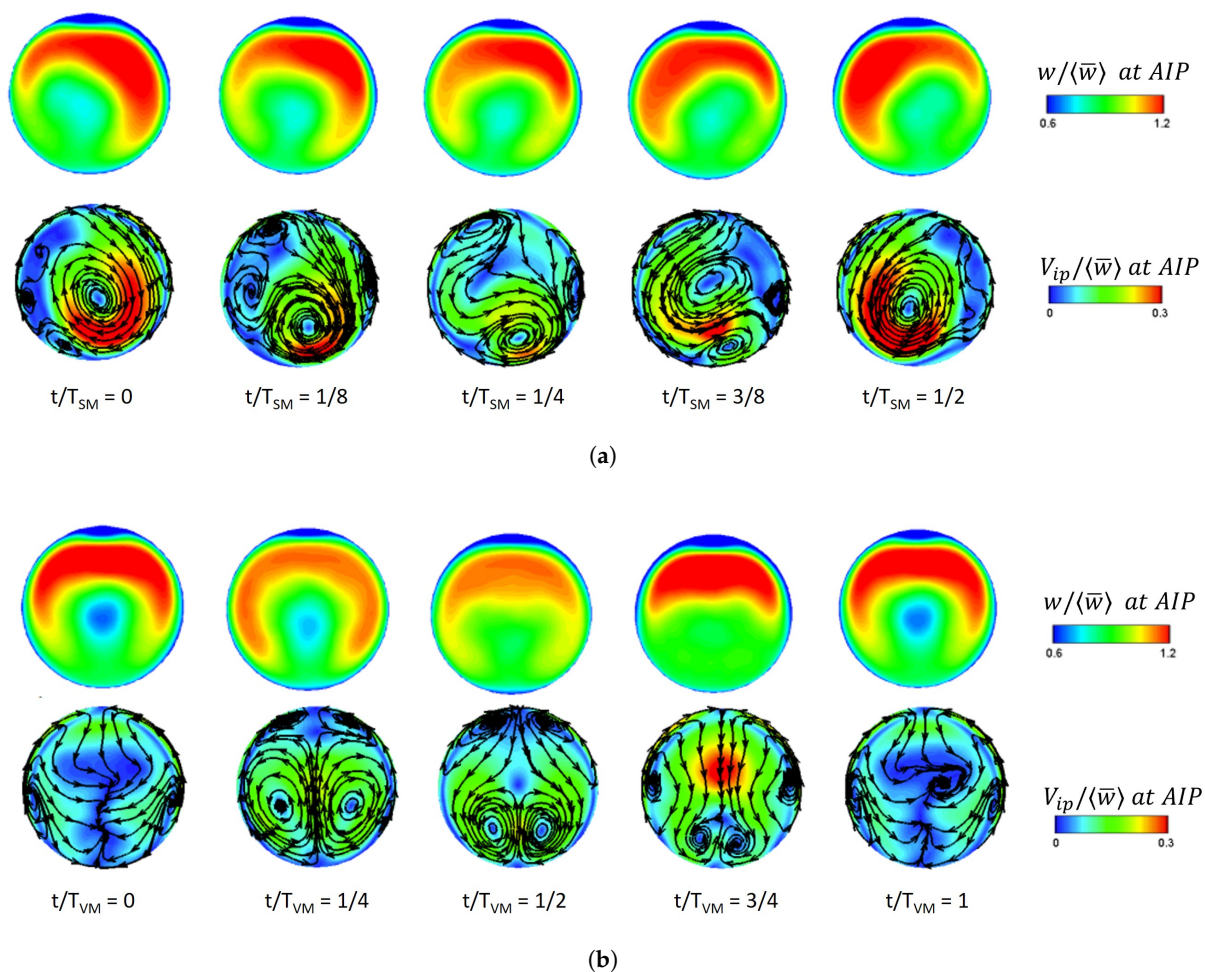 w/⟨w̅⟩ at AIP
0.6 1.2
V_ip/⟨w̅⟩ at AIP
0 0.3
t/T_SM = 0 t/T_SM = 1/8 t/T_SM = 1/4 t/T_SM = 3/8 t/T_SM = 1/2
(a)
w/⟨w̅⟩ at AIP
0.6 1.2
V_ip/⟨w̅⟩ at AIP
0 0.3
t/T_VM = 0 t/T_VM = 1/4 t/T_VM = 1/2 t/T_VM = 3/4 t/T_VM = 1
(b)